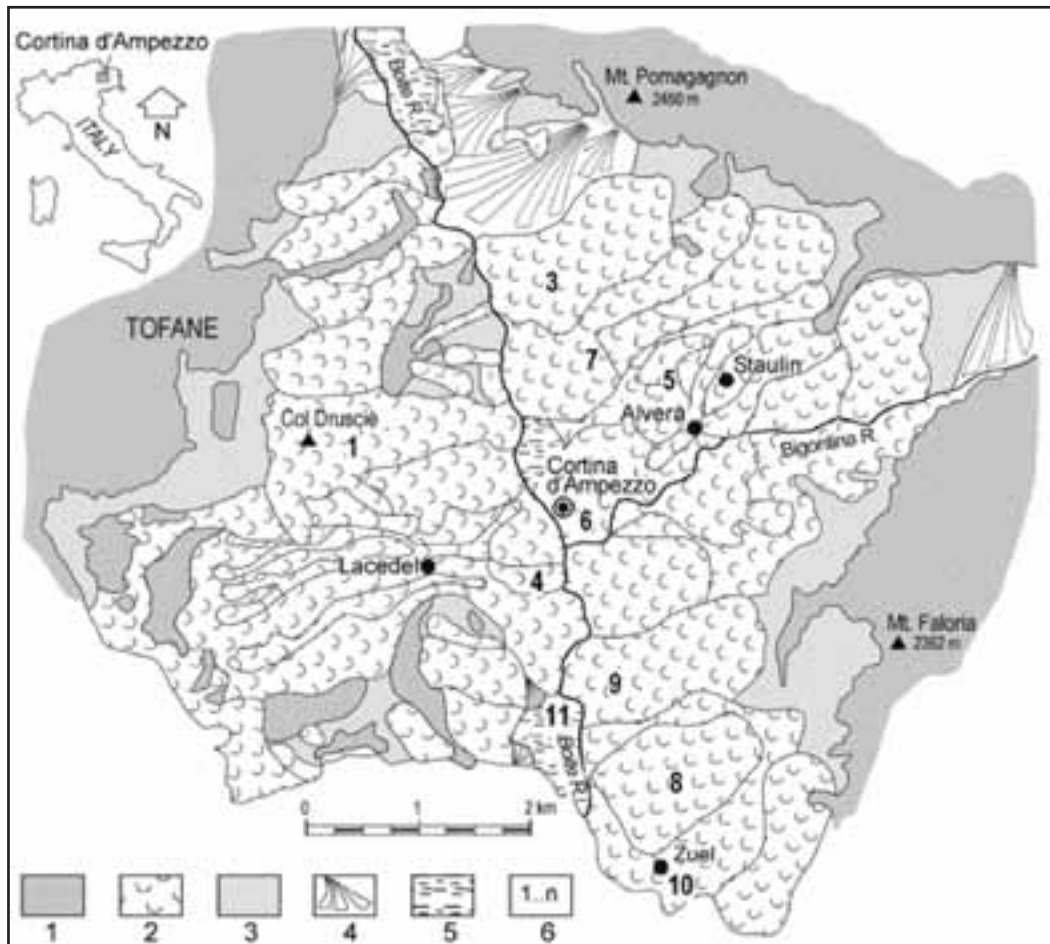 Cortina d'Ampezzo
N
ITALY
Boite R.
Mt. Pomagagnon
2450 m
TOFANE
3
7
5
Staulin
Alvera
Col Drusciè
1
Bigontina R.
Cortina
d'Ampezzo
6
Lacedel
4
Mt. Faloria
2352 m
9
11
Boite R.
8
Zuel
10
0 1 2 km
1..n
1 2 3 4 5 6